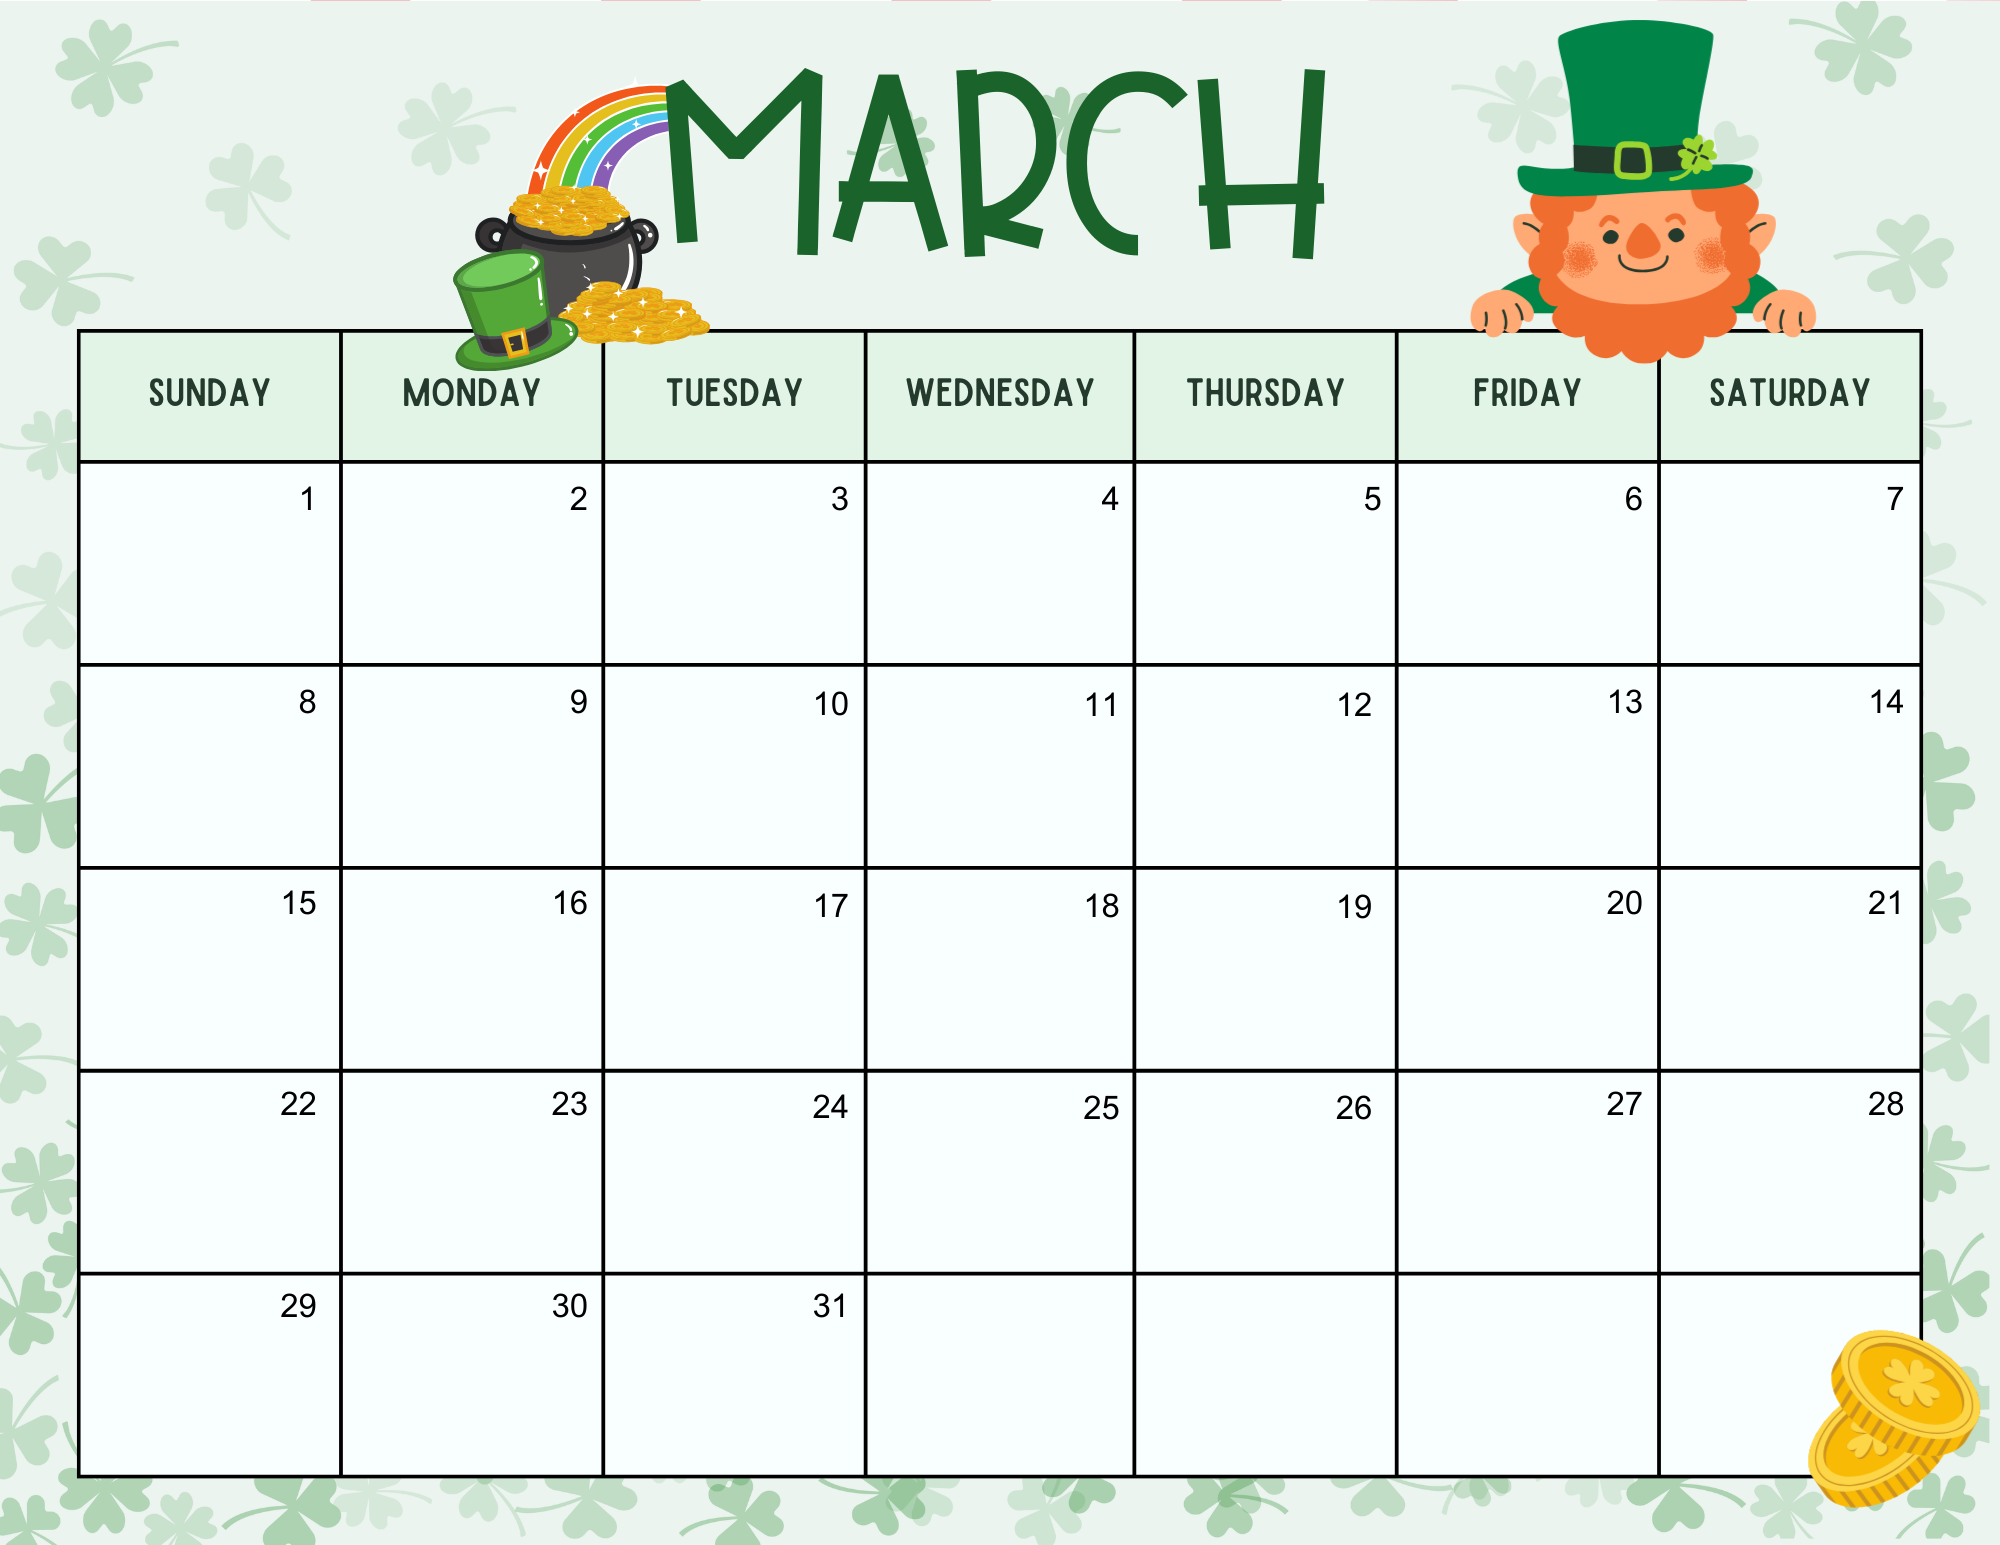 MARCH
SUNDAY MONDAY TUESDAY WEDNESDAY THURSDAY FRIDAY SATURDAY
1 2 3 4 5 6 7
8 9 10 11 12 13 14
15 16 17 18 19 20 21
22 23 24 25 26 27 28
29 30 31